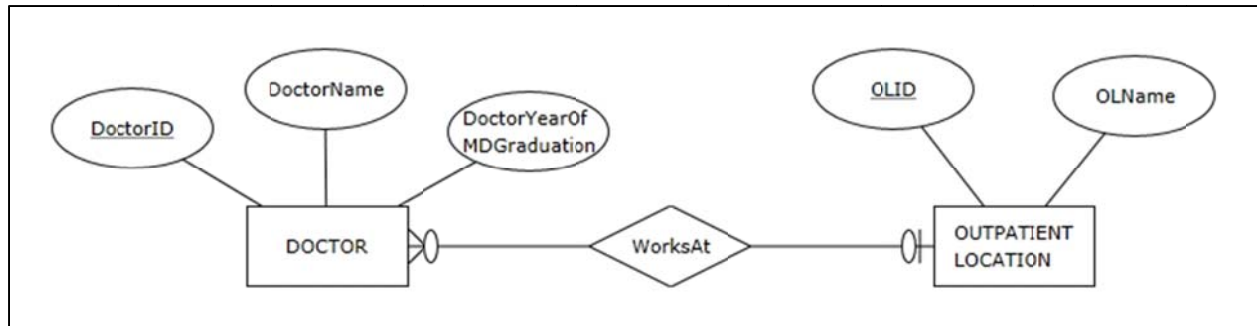 DoctorID
DoctorName
DoctorYearOf
MDGraduation
OLID
OLName
DOCTOR
WorksAt
OUTPATIENT
LOCATION